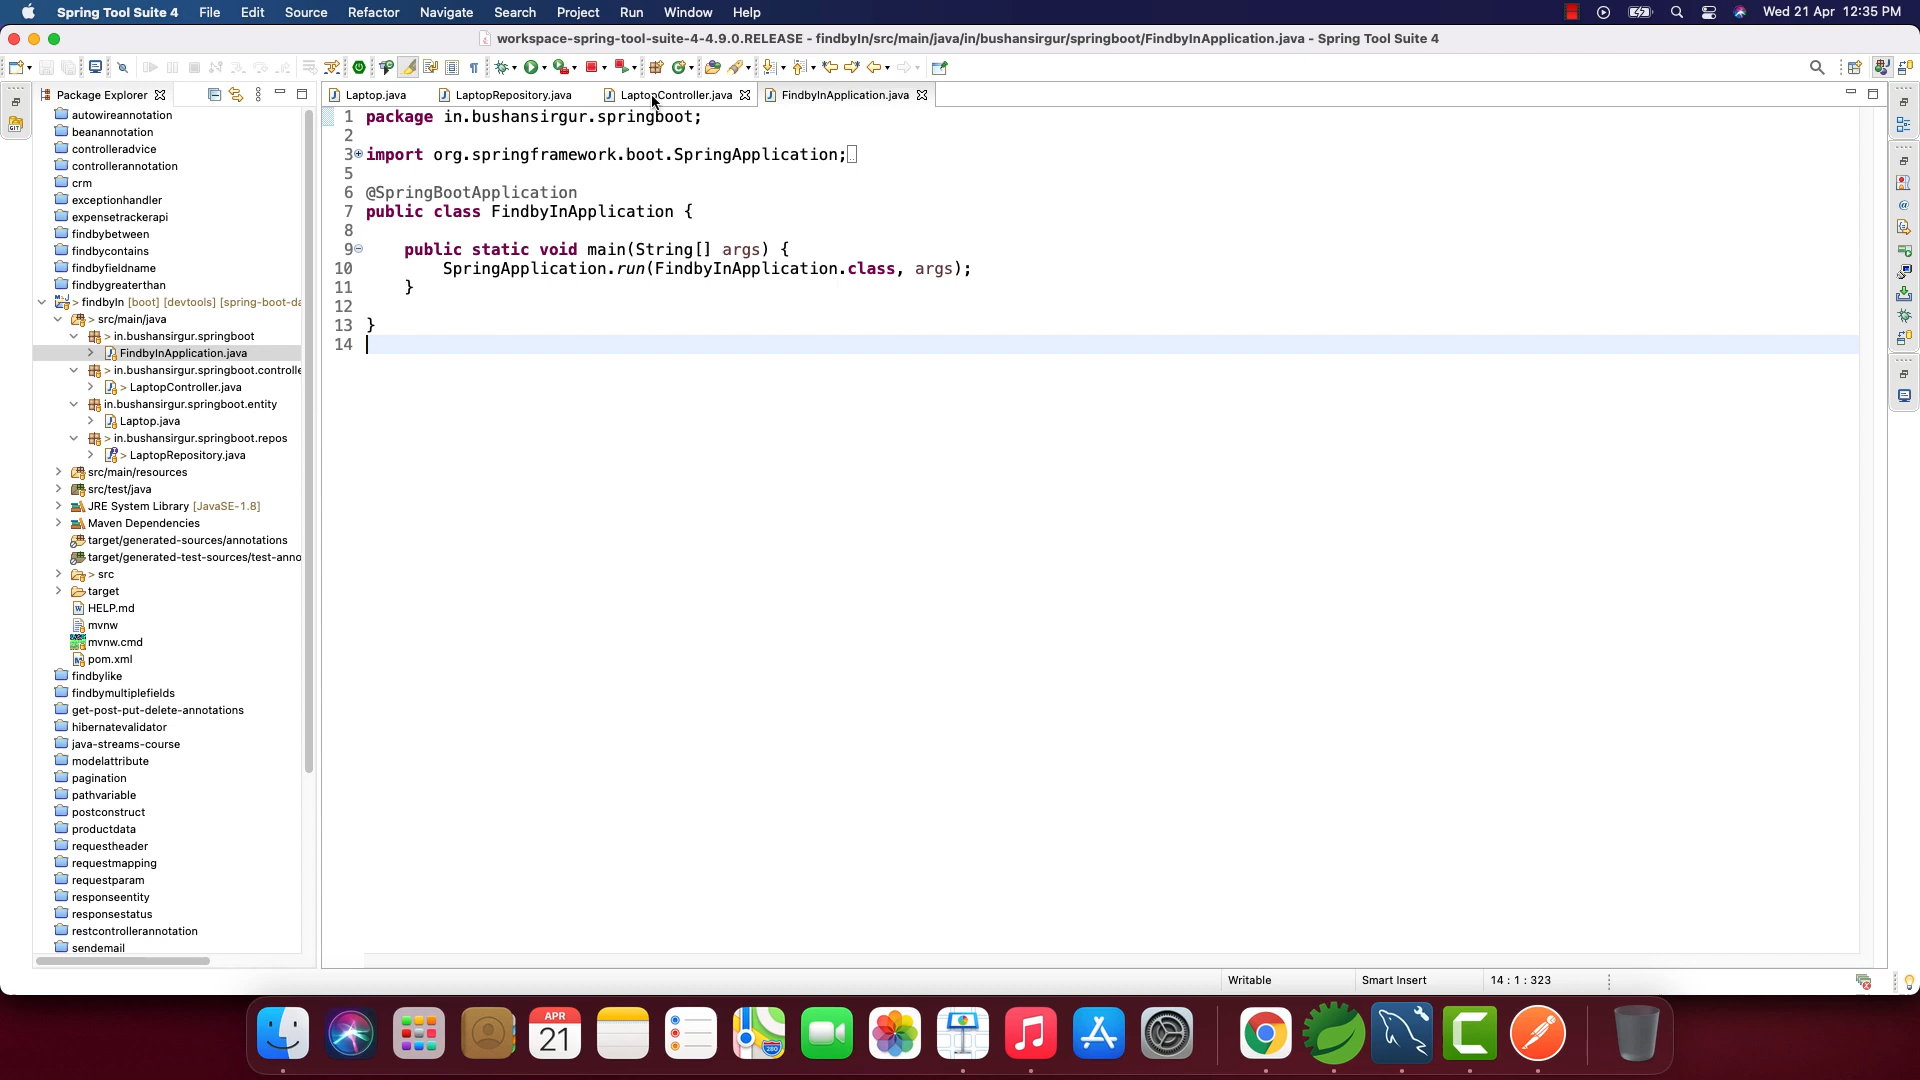 Spring Tool Suite 4 File Edit Source Refactor Navigate Search Project Run Window Help Wed 21 Apr 12:35 PM
workspace-spring-tool-suite-4-4.9.0.RELEASE - findbyIn/src/main/java/in/bushansirgur/springboot/FindbyInApplication.java - Spring Tool Suite 4
Package Explorer
Laptop.java LaptopRepository.java LaptopController.java FindbyInApplication.java
autowireannotation
beanannotation
controlleradvice
controllerannotation
crm
exceptionhandler
expensetrackerapi
findbybetween
findbycontains
findbyfieldname
findbygreaterthan
> findbyIn [boot] [devtools] [spring-boot-da
> src/main/java
> in.bushansirgur.springboot
FindbyInApplication.java
> in.bushansirgur.springboot.controlle
> LaptopController.java
in.bushansirgur.springboot.entity
Laptop.java
> in.bushansirgur.springboot.repos
> LaptopRepository.java
src/main/resources
src/test/java
JRE System Library [JavaSE-1.8]
Maven Dependencies
target/generated-sources/annotations
target/generated-test-sources/test-anno
> src
target
HELP.md
mvnw
mvnw.cmd
pom.xml
findbylike
findbymultiplefields
get-post-put-delete-annotations
hibernatevalidator
java-streams-course
modelattribute
pagination
pathvariable
postconstruct
productdata
requestheader
requestmapping
requestparam
responseentity
responsestatus
restcontrollerannotation
sendemail
1 package in.bushansirgur.springboot;
2
3 import org.springframework.boot.SpringApplication;
5
6 @SpringBootApplication
7 public class FindbyInApplication {
8
9 public static void main(String[] args) {
10 SpringApplication.run(FindbyInApplication.class, args);
11 }
12
13 }
14
Writable Smart Insert 14 : 1 : 323
APR
21
280